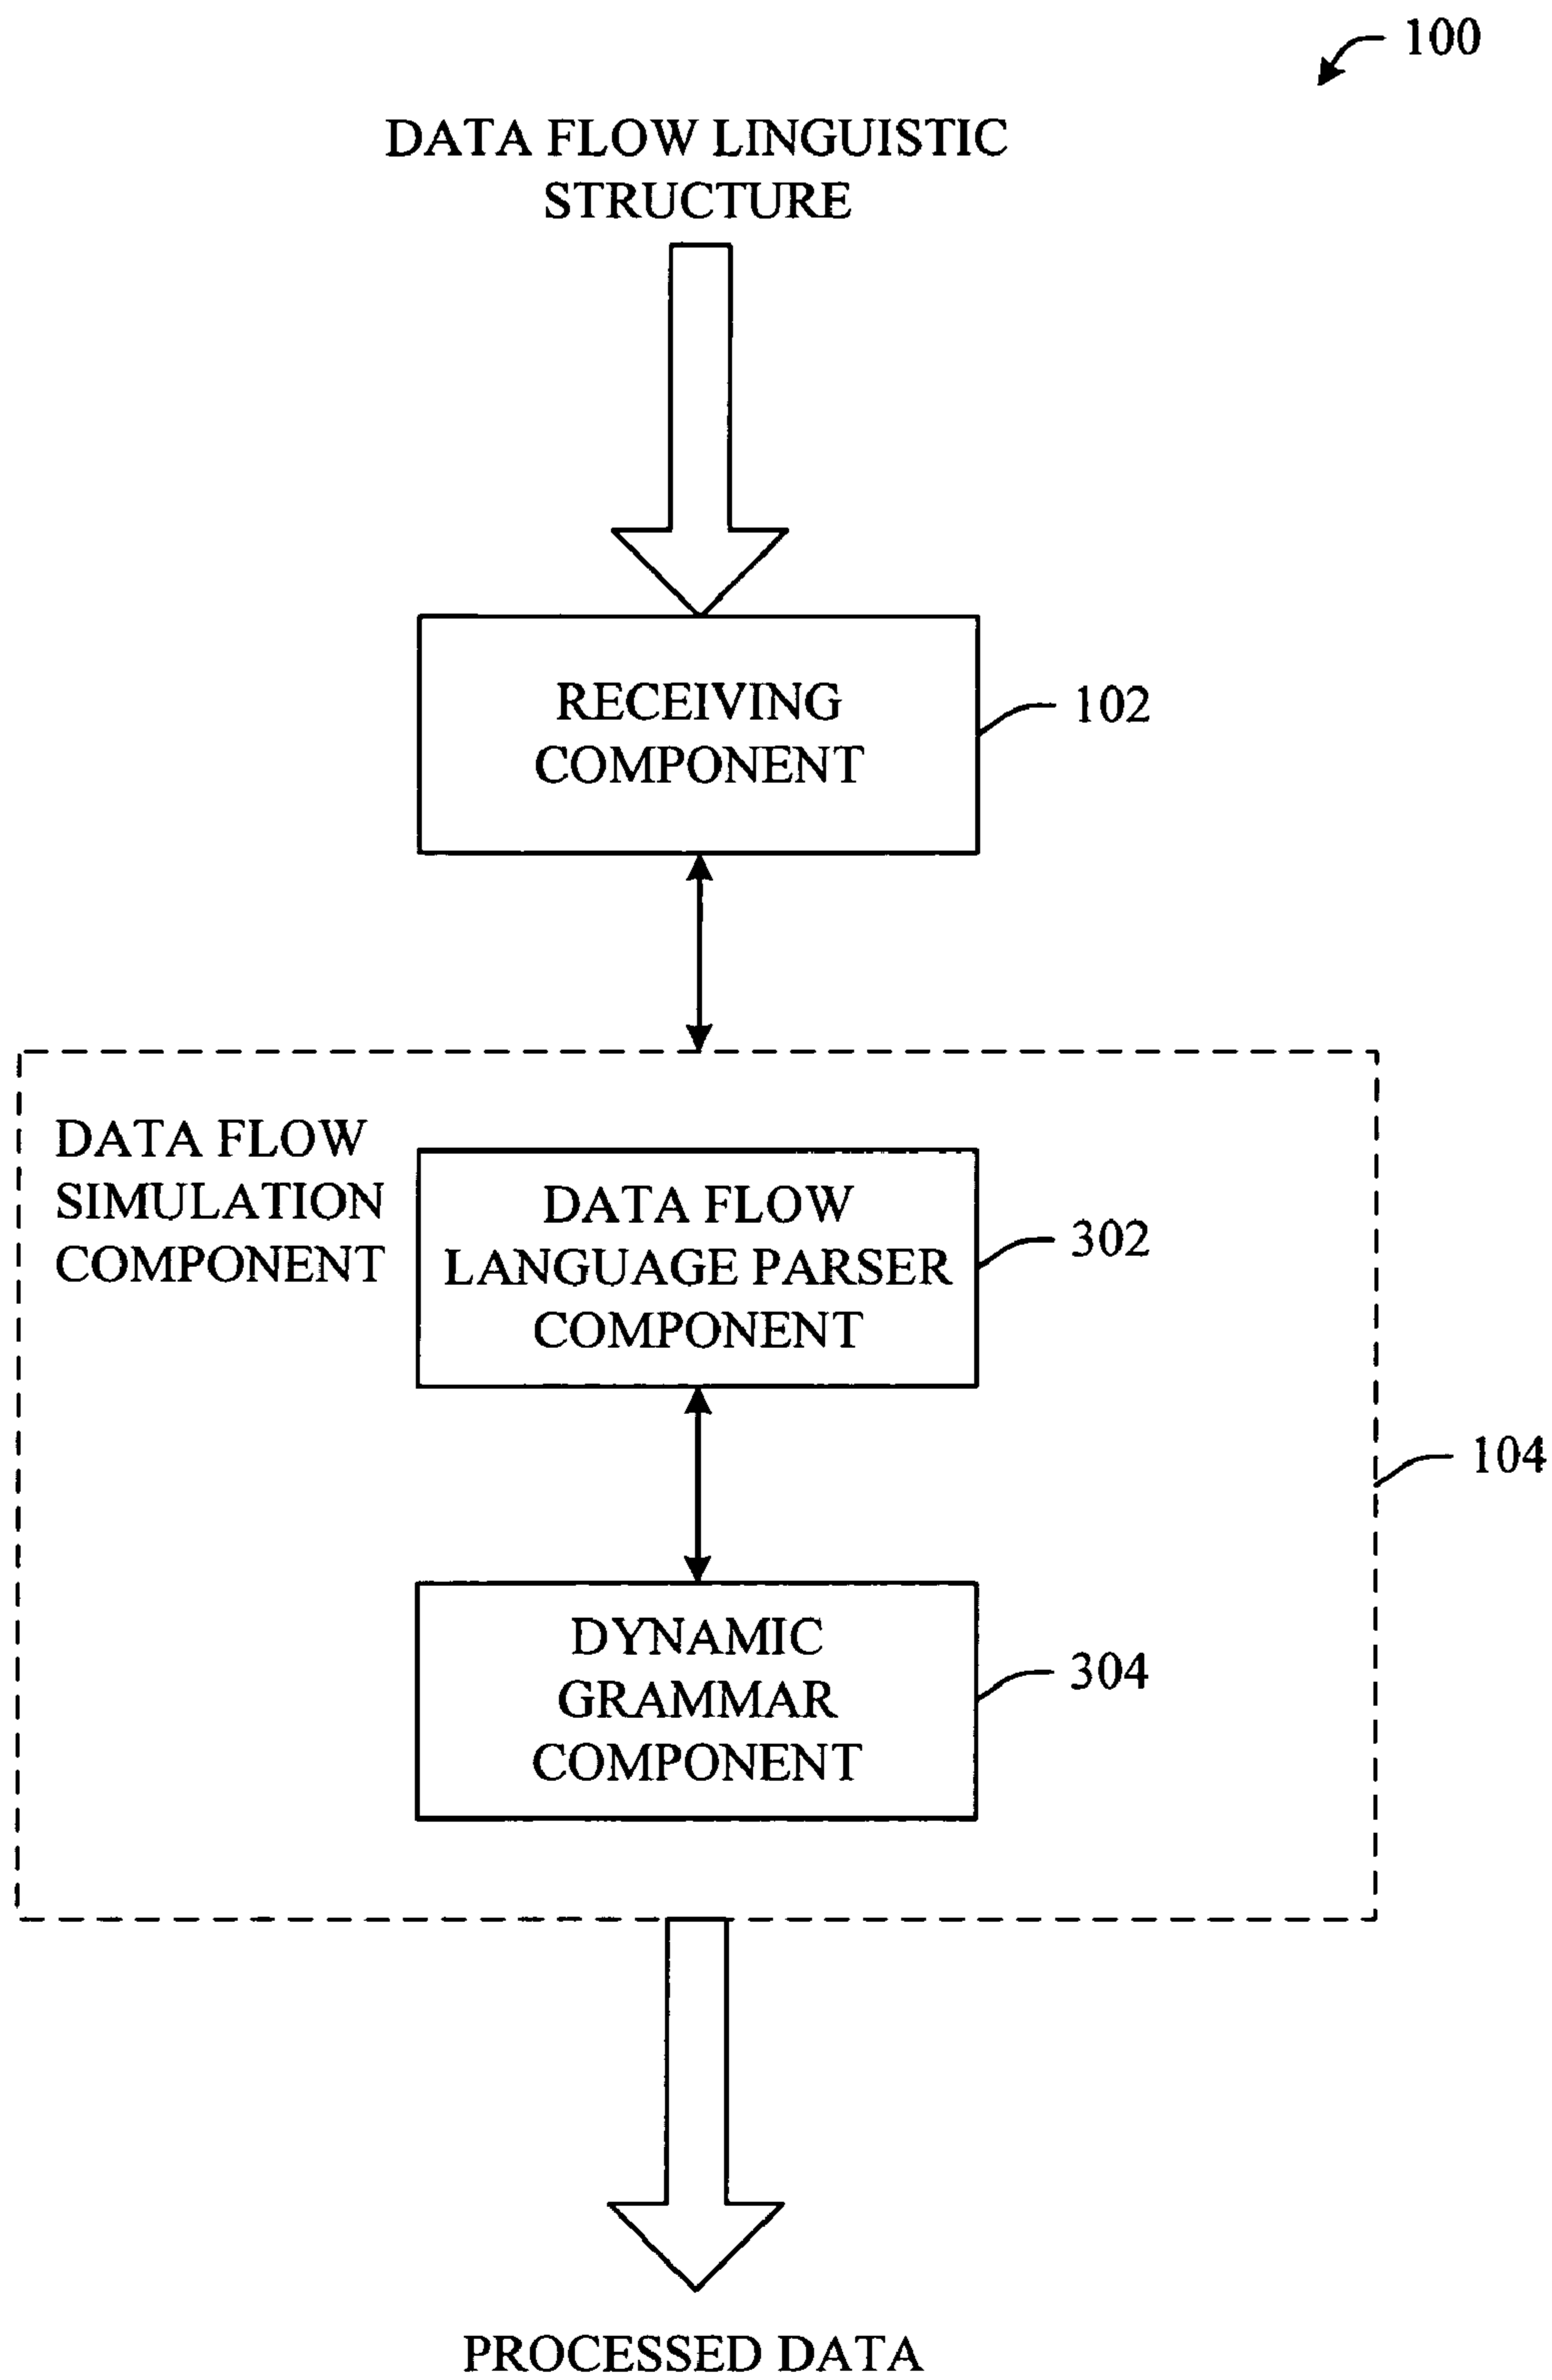 100
DATA FLOW LINGUISTIC
STRUCTURE
RECEIVING
COMPONENT
102
DATA FLOW
SIMULATION
COMPONENT
DATA FLOW
LANGUAGE PARSER
COMPONENT
302
104
DYNAMIC
GRAMMAR
COMPONENT
304
PROCESSED DATA